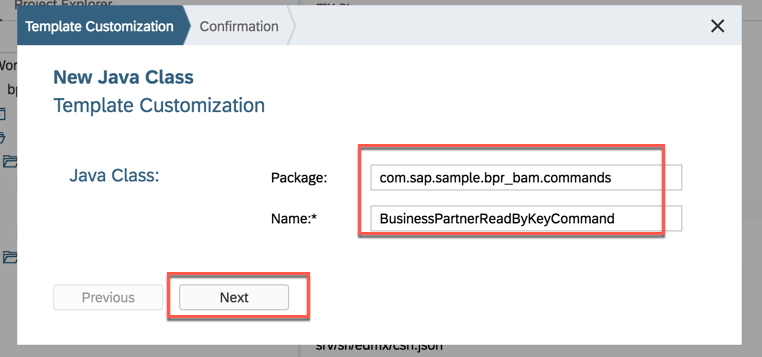 Project Explorer
Template Customization
Confirmation
New Java Class
Template Customization
Java Class:
Package:
com.sap.sample.bpr_bam.commands
Name:*
BusinessPartnerReadByKeyCommand
Previous
Next
srv/src/edmx/csn.json